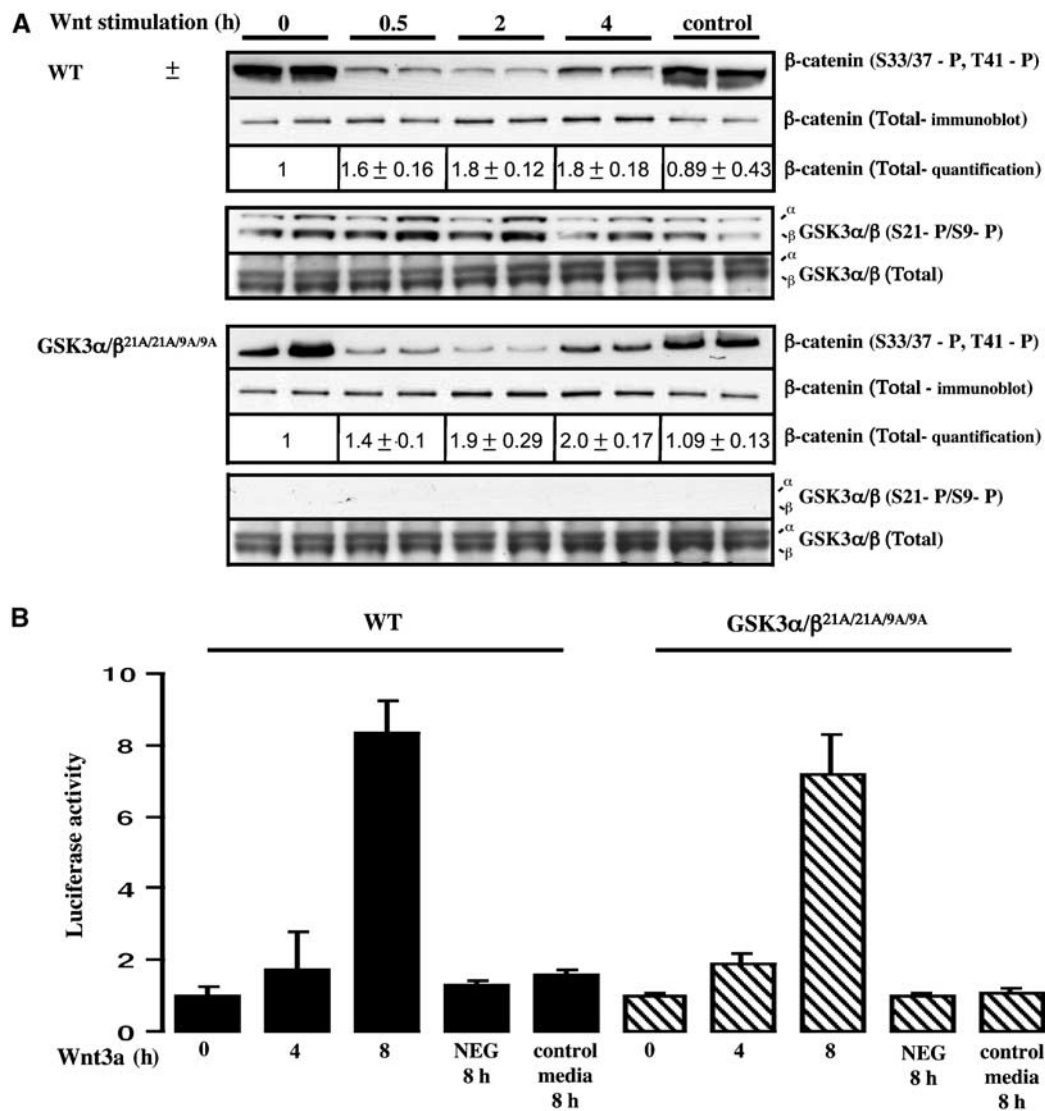 A
Wnt stimulation (h) 0 0.5 2 4 control
WT ± β-catenin (S33/37 - P, T41 - P)
β-catenin (Total- immunoblot)
1 1.6 ± 0.16 1.8 ± 0.12 1.8 ± 0.18 0.89 ± 0.43 β-catenin (Total- quantification)
α
β GSK3α/β (S21- P/S9- P)
α
β GSK3α/β (Total)
GSK3α/β21A/21A/9A/9A β-catenin (S33/37 - P, T41 - P)
β-catenin (Total - immunoblot)
1 1.4 ± 0.1 1.9 ± 0.29 2.0 ± 0.17 1.09 ± 0.13 β-catenin (Total- quantification)
α
β GSK3α/β (S21- P/S9- P)
α
β GSK3α/β (Total)
B
WT GSK3α/β21A/21A/9A/9A
Luciferase activity
10
8
6
4
2
0
Wnt3a (h) 0 4 8 NEG 8 h control media 8 h 0 4 8 NEG 8 h control media 8 h